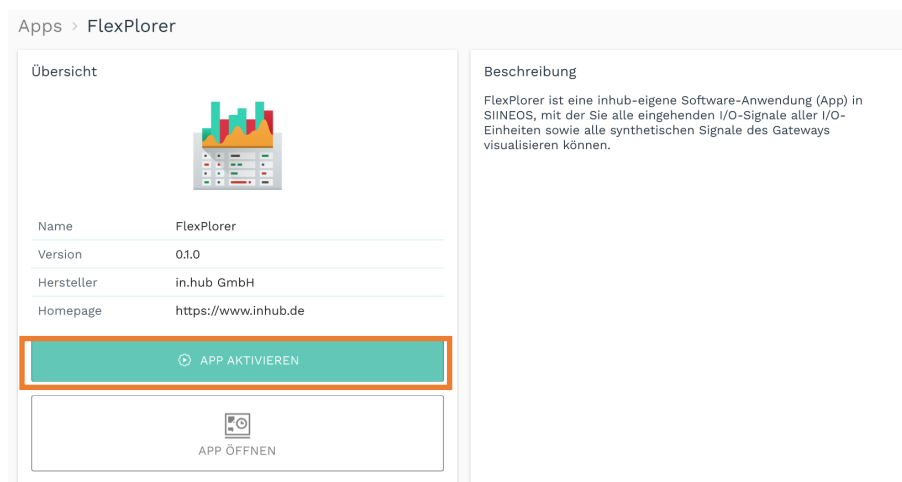 Apps > FlexPlorer
Übersicht
Name FlexPlorer
Version 0.1.0
Hersteller in.hub GmbH
Homepage https://www.inhub.de
APP AKTIVIEREN
APP ÖFFNEN
Beschreibung
FlexPlorer ist eine inhub-eigene Software-Anwendung (App) in
SIINEOS, mit der Sie alle eingehenden I/O-Signale aller I/O-
Einheiten sowie alle synthetischen Signale des Gateways
visualisieren können.